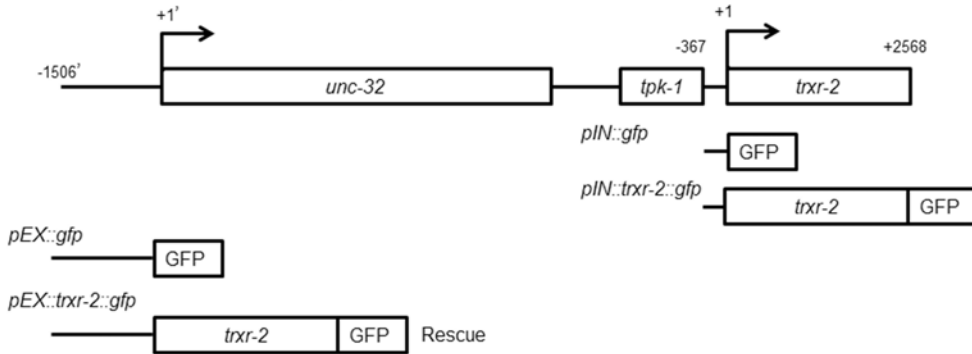 +1' +1
-1506' -367 +2568
unc-32 tpk-1 trxr-2
pIN::gfp
GFP
pIN::trxr-2::gfp
trxr-2 GFP
pEX::gfp
GFP
pEX::trxr-2::gfp
trxr-2 GFP Rescue